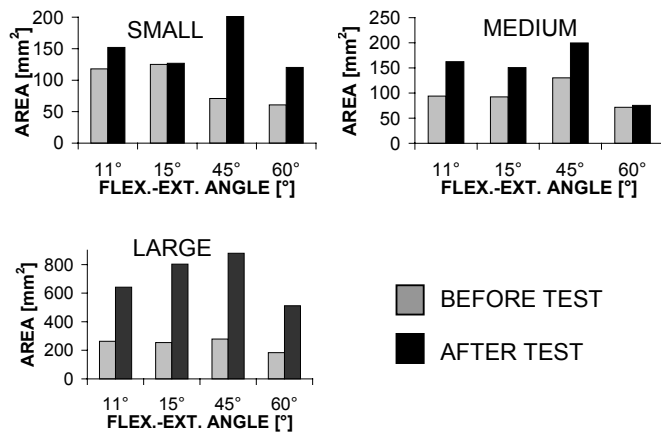 SMALL
AREA [mm²]
200
150
100
50
0
11° 15° 45° 60°
FLEX.-EXT. ANGLE [°]
MEDIUM
AREA [mm²]
250
200
150
100
50
0
11° 15° 45° 60°
FLEX.-EXT. ANGLE [°]
LARGE
AREA [mm²]
800
600
400
200
0
11° 15° 45° 60°
FLEX.-EXT. ANGLE [°]
BEFORE TEST
AFTER TEST